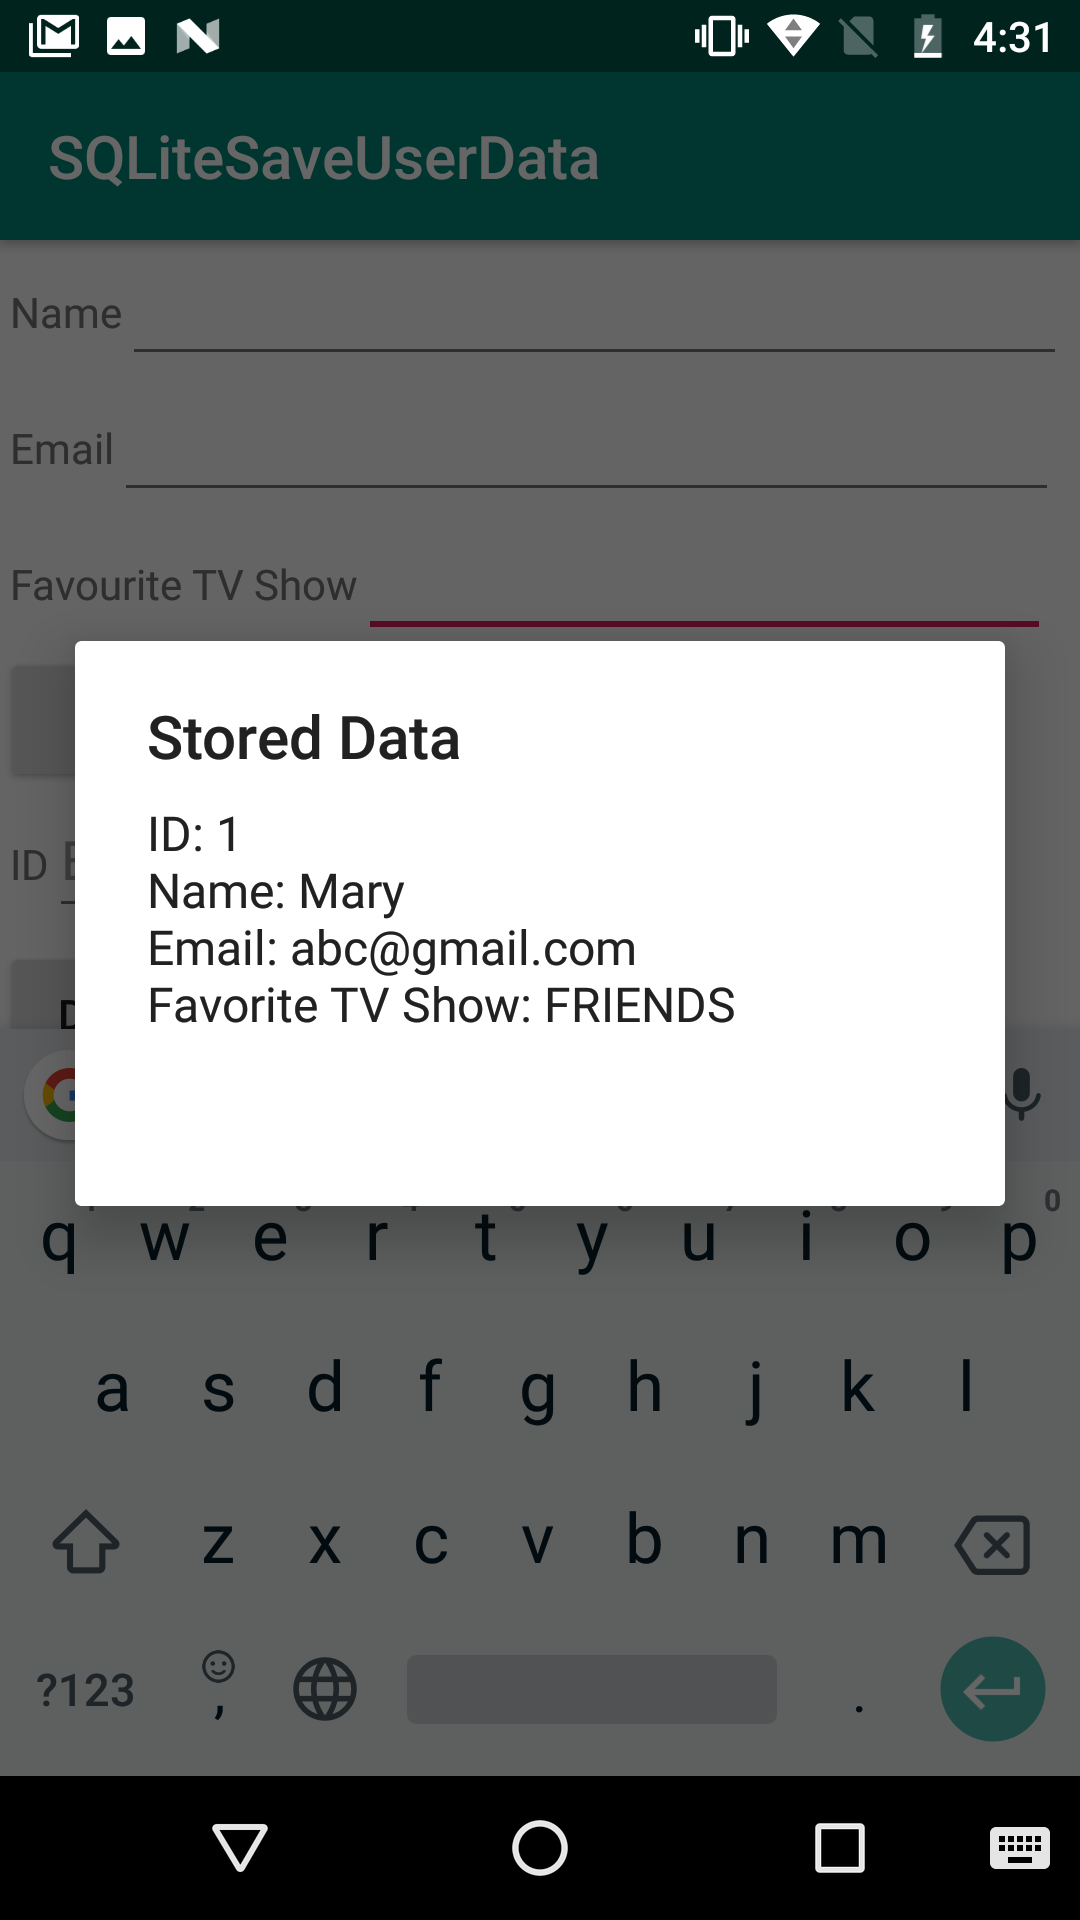 4:31
SQLiteSaveUserData
Name
Email
Favourite TV Show
Stored Data
ID: 1
Name: Mary
Email: abc@gmail.com
Favorite TV Show: FRIENDS
ID
0
q w e r t y u i o p
a s d f g h j k l
z x c v b n m
?123 , .